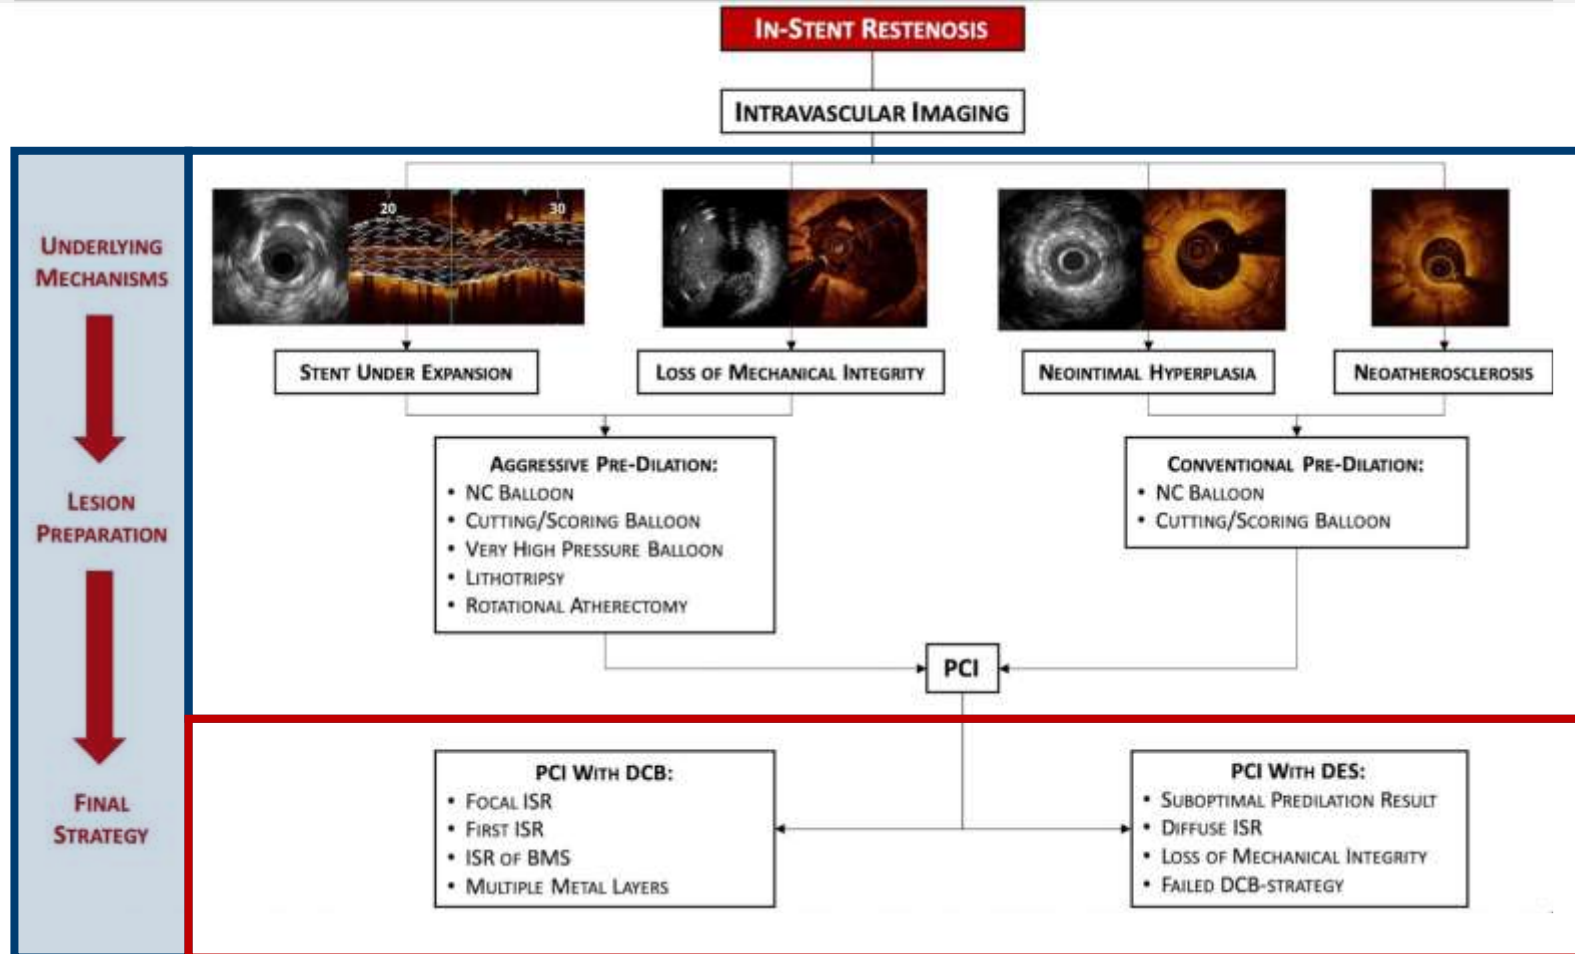 IN-STENT RESTENOSIS
INTRAVASCULAR IMAGING
UNDERLYING
MECHANISMS
20
30
STENT UNDER EXPANSION
LOSS OF MECHANICAL INTEGRITY
NEOINTIMAL HYPERPLASIA
NEOATHEROSCLEROSIS
LESION
PREPARATION
AGGRESSIVE PRE-DILATION:
• NC BALLOON
• CUTTING/SCORING BALLOON
• VERY HIGH PRESSURE BALLOON
• LITHOTRIPSY
• ROTATIONAL ATHERECTOMY
CONVENTIONAL PRE-DILATION:
• NC BALLOON
• CUTTING/SCORING BALLOON
PCI
FINAL
STRATEGY
PCI WITH DCB:
• FOCAL ISR
• FIRST ISR
• ISR OF BMS
• MULTIPLE METAL LAYERS
PCI WITH DES:
• SUBOPTIMAL PREDILATION RESULT
• DIFFUSE ISR
• LOSS OF MECHANICAL INTEGRITY
• FAILED DCB-STRATEGY